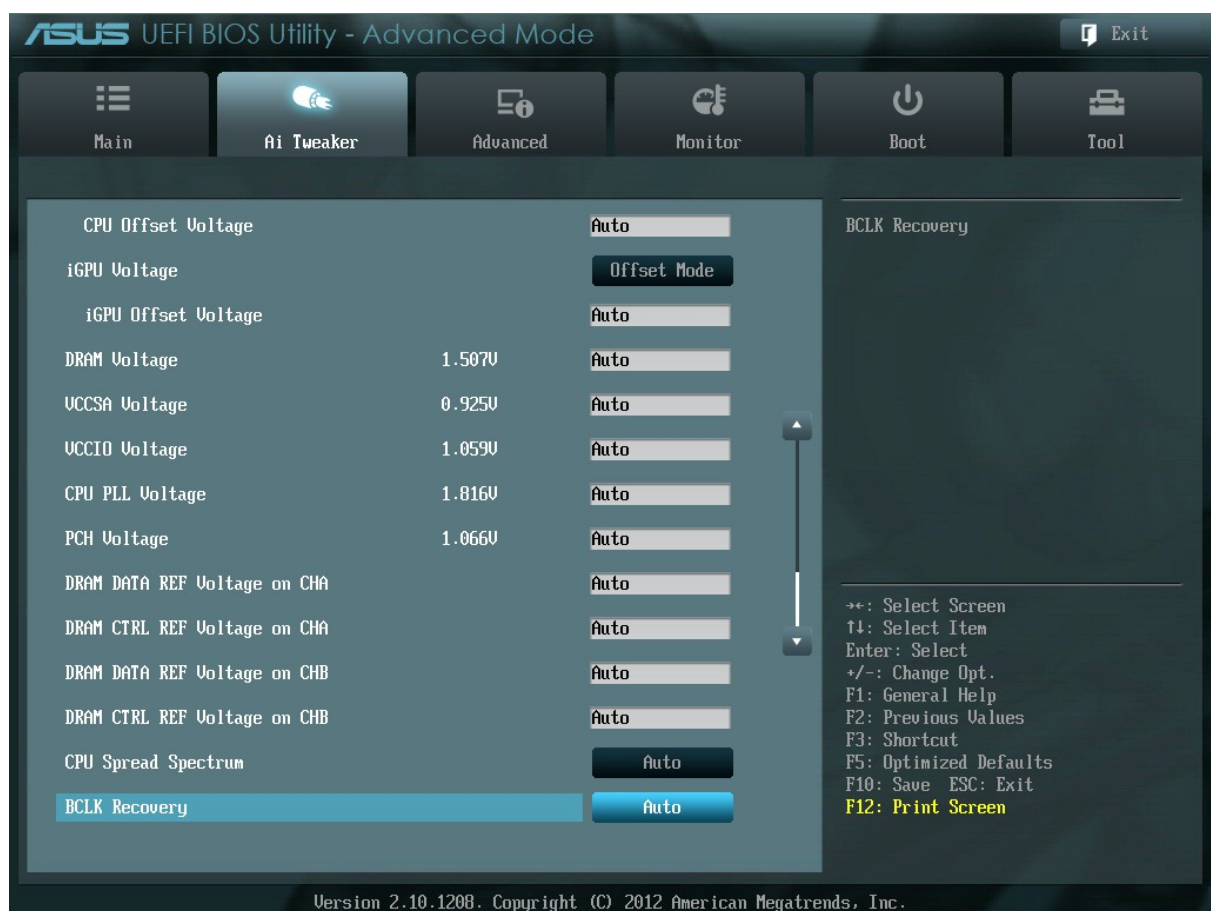 ASUS UEFI BIOS Utility - Advanced Mode
Exit
Main
Ai Tweaker
Advanced
Monitor
Boot
Tool
CPU Offset Voltage Auto
iGPU Voltage Offset Mode
iGPU Offset Voltage Auto
DRAM Voltage 1.507V Auto
VCCSA Voltage 0.925V Auto
VCCIO Voltage 1.059V Auto
CPU PLL Voltage 1.816V Auto
PCH Voltage 1.066V Auto
DRAM DATA REF Voltage on CHA Auto
DRAM CTRL REF Voltage on CHA Auto
DRAM DATA REF Voltage on CHB Auto
DRAM CTRL REF Voltage on CHB Auto
CPU Spread Spectrum Auto
BCLK Recovery Auto
BCLK Recovery
→←: Select Screen
↑↓: Select Item
Enter: Select
+/-: Change Opt.
F1: General Help
F2: Previous Values
F3: Shortcut
F5: Optimized Defaults
F10: Save ESC: Exit
F12: Print Screen
Version 2.10.1208. Copyright (C) 2012 American Megatrends, Inc.